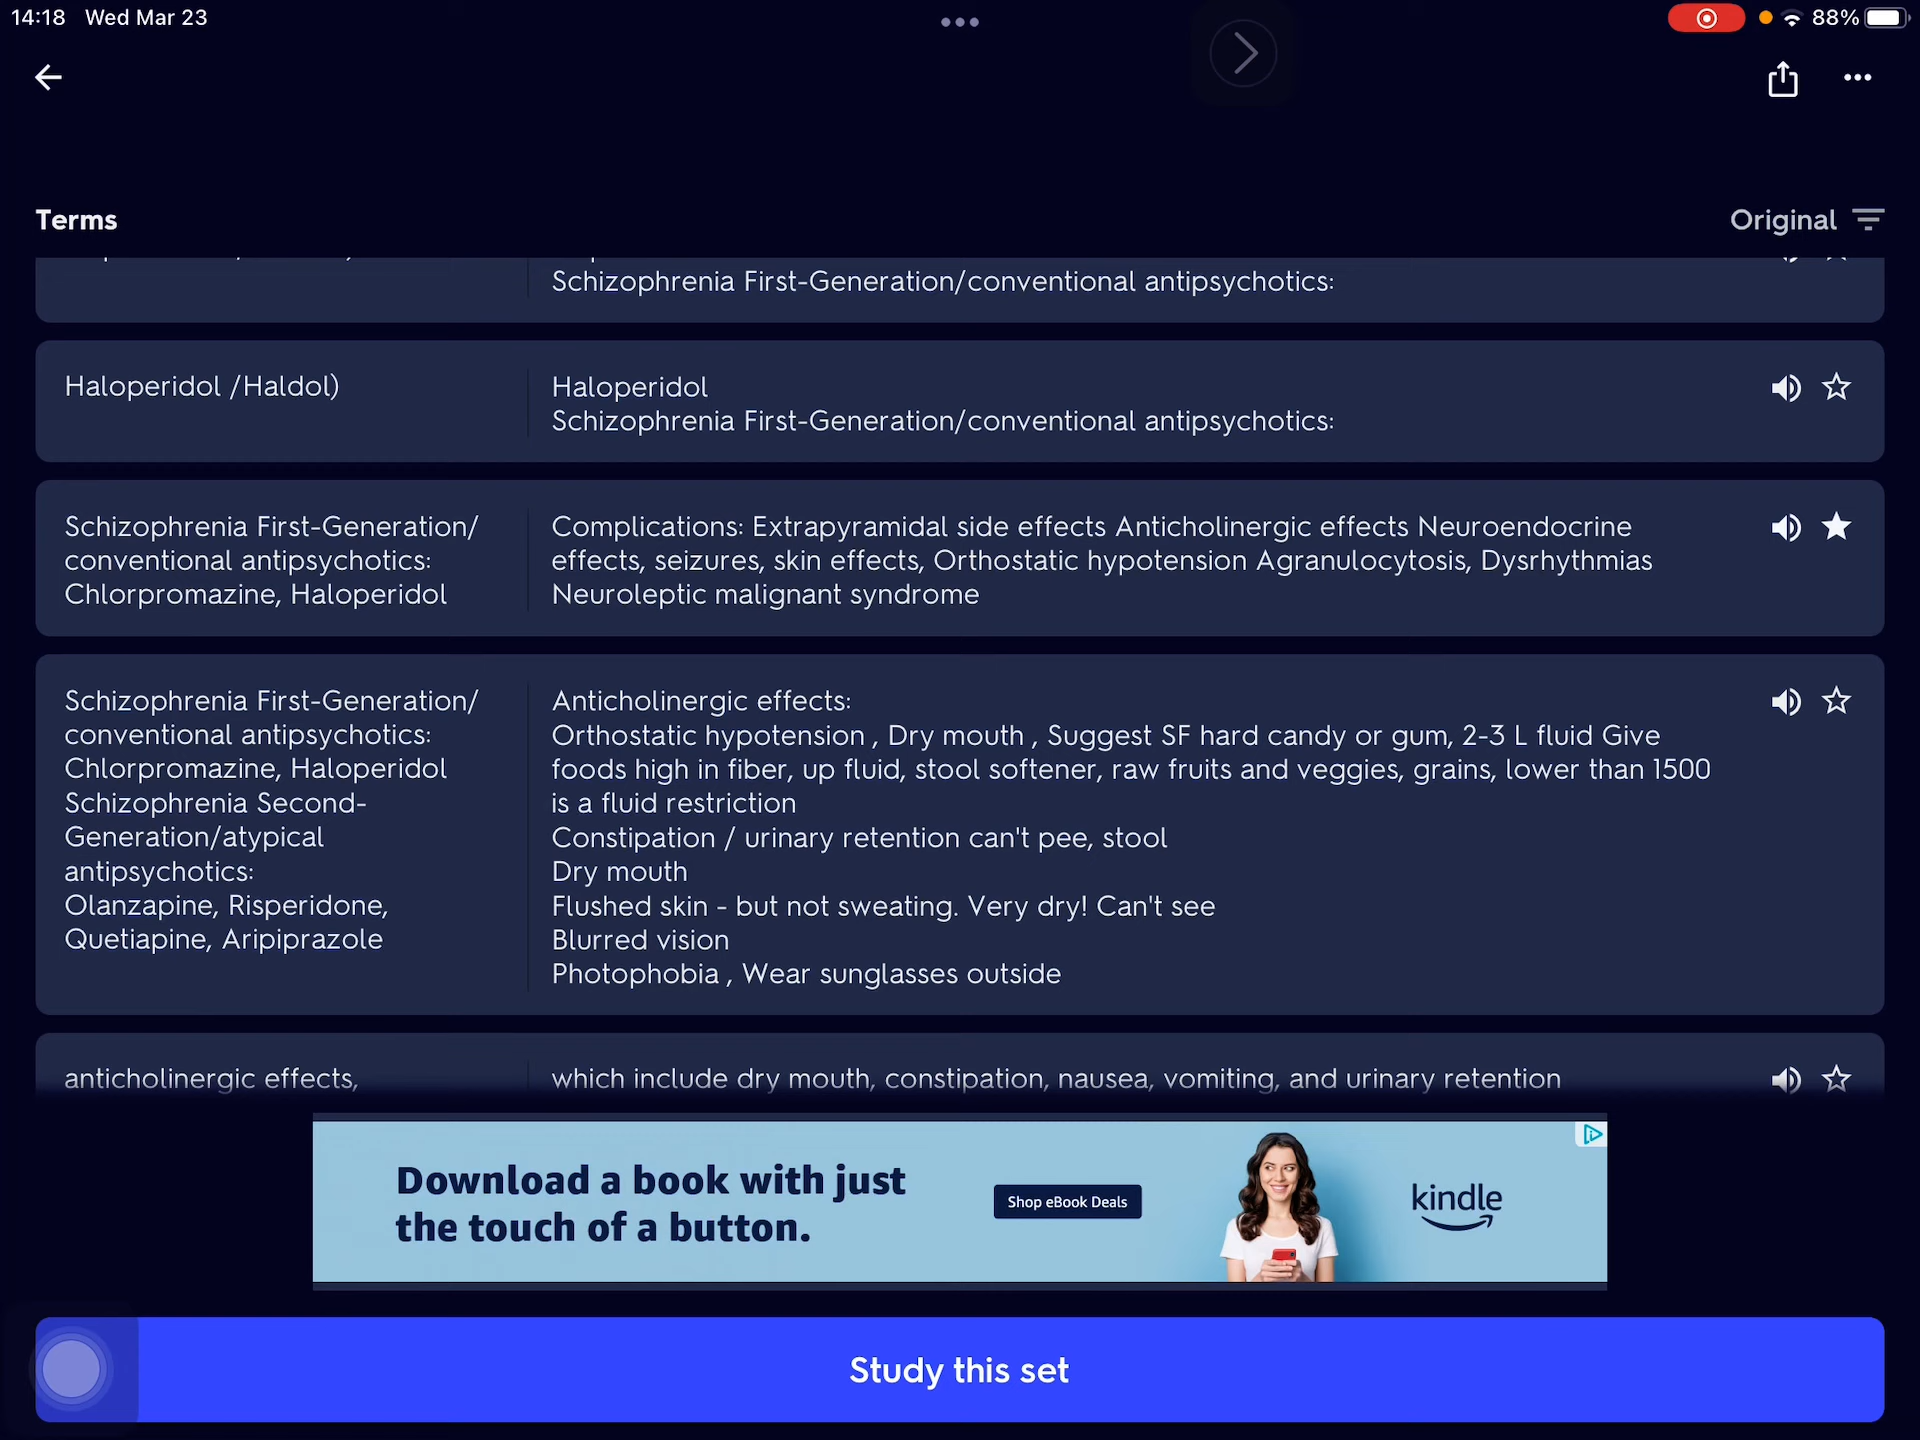 14:18 Wed Mar 23
88%
Terms
Original
Schizophrenia First-Generation/conventional antipsychotics:
Haloperidol /Haldol)
Haloperidol
Schizophrenia First-Generation/conventional antipsychotics:
Schizophrenia First-Generation/
conventional antipsychotics:
Chlorpromazine, Haloperidol
Complications: Extrapyramidal side effects Anticholinergic effects Neuroendocrine
effects, seizures, skin effects, Orthostatic hypotension Agranulocytosis, Dysrhythmias
Neuroleptic malignant syndrome
Schizophrenia First-Generation/
conventional antipsychotics:
Chlorpromazine, Haloperidol
Schizophrenia Second-
Generation/atypical
antipsychotics:
Olanzapine, Risperidone,
Quetiapine, Aripiprazole
Anticholinergic effects:
Orthostatic hypotension , Dry mouth , Suggest SF hard candy or gum, 2-3 L fluid Give
foods high in fiber, up fluid, stool softener, raw fruits and veggies, grains, lower than 1500
is a fluid restriction
Constipation / urinary retention can't pee, stool
Dry mouth
Flushed skin - but not sweating. Very dry! Can't see
Blurred vision
Photophobia , Wear sunglasses outside
anticholinergic effects,
which include dry mouth, constipation, nausea, vomiting, and urinary retention
Download a book with just
the touch of a button.
Shop eBook Deals
kindle
Study this set